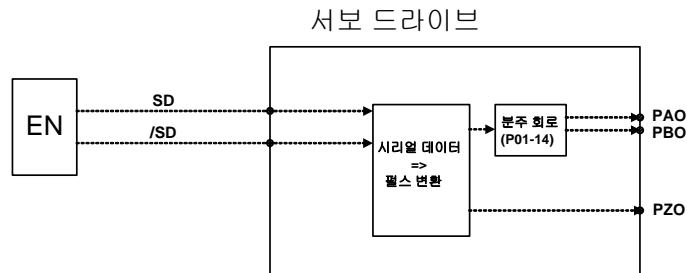 서보 드라이브
EN
SD
/SD
시리얼 데이터
=>
펄스 변환
분주 회로
(P01-14)
PAO
PBO
PZO